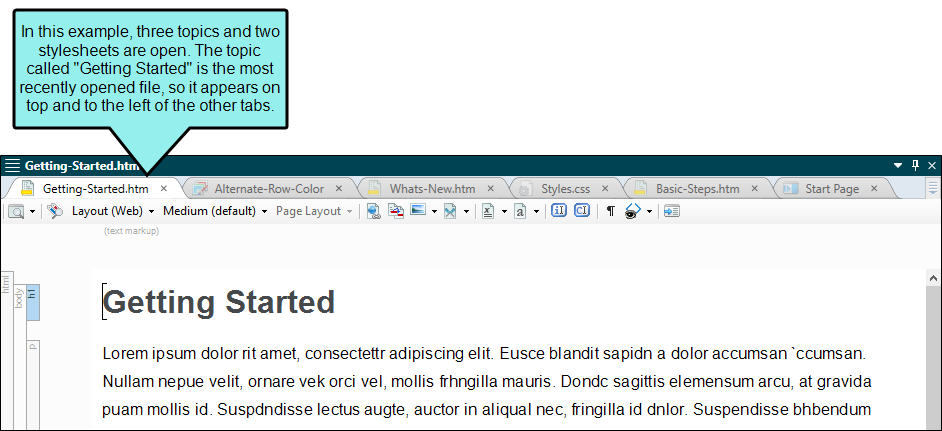 In this example, three topics and two
stylesheets are open. The topic
called "Getting Started" is the most
recently opened file, so it appears on
top and to the left of the other tabs.
Getting-Started.htm
Getting-Started.htm Alternate-Row-Color Whats-New.htm Styles.css Basic-Steps.htm Start Page
Layout (Web) Medium (default) Page Layout
(text markup)
html
body
h1
p
Getting Started
Lorem ipsum dolor rit amet, consectettr adipiscing elit. Eusce blandit sapidn a dolor accumsan `ccumsan.
Nullam nepue velit, ornare vek orci vel, mollis frhngilla mauris. Dondc sagittis elemensum arcu, at gravida
puam mollis id. Suspdndisse lectus augte, auctor in aliqual nec, fringilla id dnlor. Suspendisse bhbendum